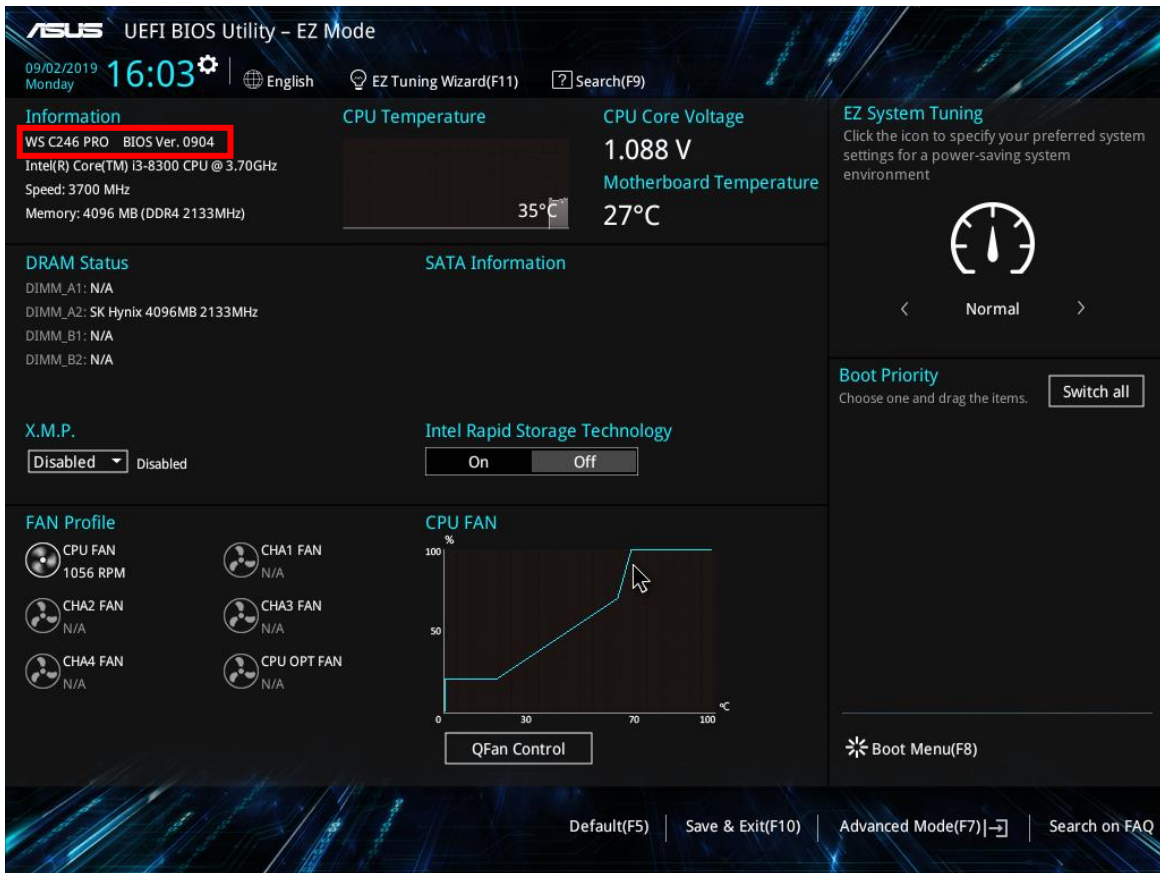 ASUS UEFI BIOS Utility – EZ Mode
09/02/2019
Monday
16:03
English
EZ Tuning Wizard(F11)
? Search(F9)
Information
WS C246 PRO BIOS Ver. 0904
Intel(R) Core(TM) i3-8300 CPU @ 3.70GHz
Speed: 3700 MHz
Memory: 4096 MB (DDR4 2133MHz)
CPU Temperature
35°C
CPU Core Voltage
1.088 V
Motherboard Temperature
27°C
EZ System Tuning
Click the icon to specify your preferred system
settings for a power-saving system
environment
< Normal >
DRAM Status
DIMM_A1: N/A
DIMM_A2: SK Hynix 4096MB 2133MHz
DIMM_B1: N/A
DIMM_B2: N/A
SATA Information
X.M.P.
Disabled Disabled
Intel Rapid Storage Technology
On Off
Boot Priority
Choose one and drag the items.
Switch all
FAN Profile
CPU FAN
1056 RPM
CHA1 FAN
N/A
CHA2 FAN
N/A
CHA3 FAN
N/A
CHA4 FAN
N/A
CPU OPT FAN
N/A
CPU FAN
%
100
50
0 30 70 100
°C
QFan Control
Boot Menu(F8)
Default(F5)
Save & Exit(F10)
Advanced Mode(F7)
Search on FAQ